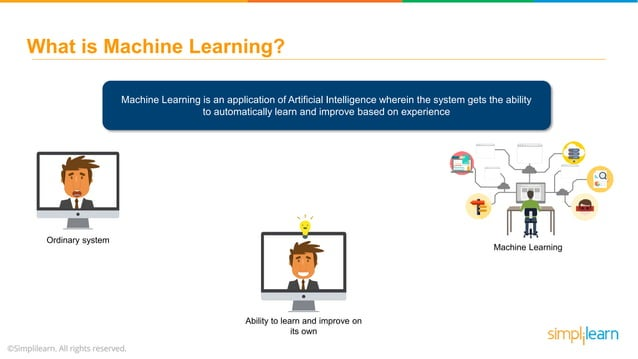 What is Machine Learning?
Machine Learning is an application of Artificial Intelligence wherein the system gets the ability
to automatically learn and improve based on experience
Ordinary system
Machine Learning
Ability to learn and improve on
its own
simplilearn
©Simplilearn. All rights reserved.